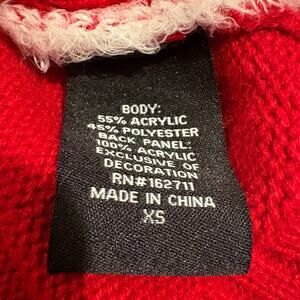 BODY:
55% ACRYLIC
45% POLYESTER
BACK PANEL:
100% ACRYLIC
EXCLUSIVE OF
DECORATION
RN#162711
MADE IN CHINA
XS